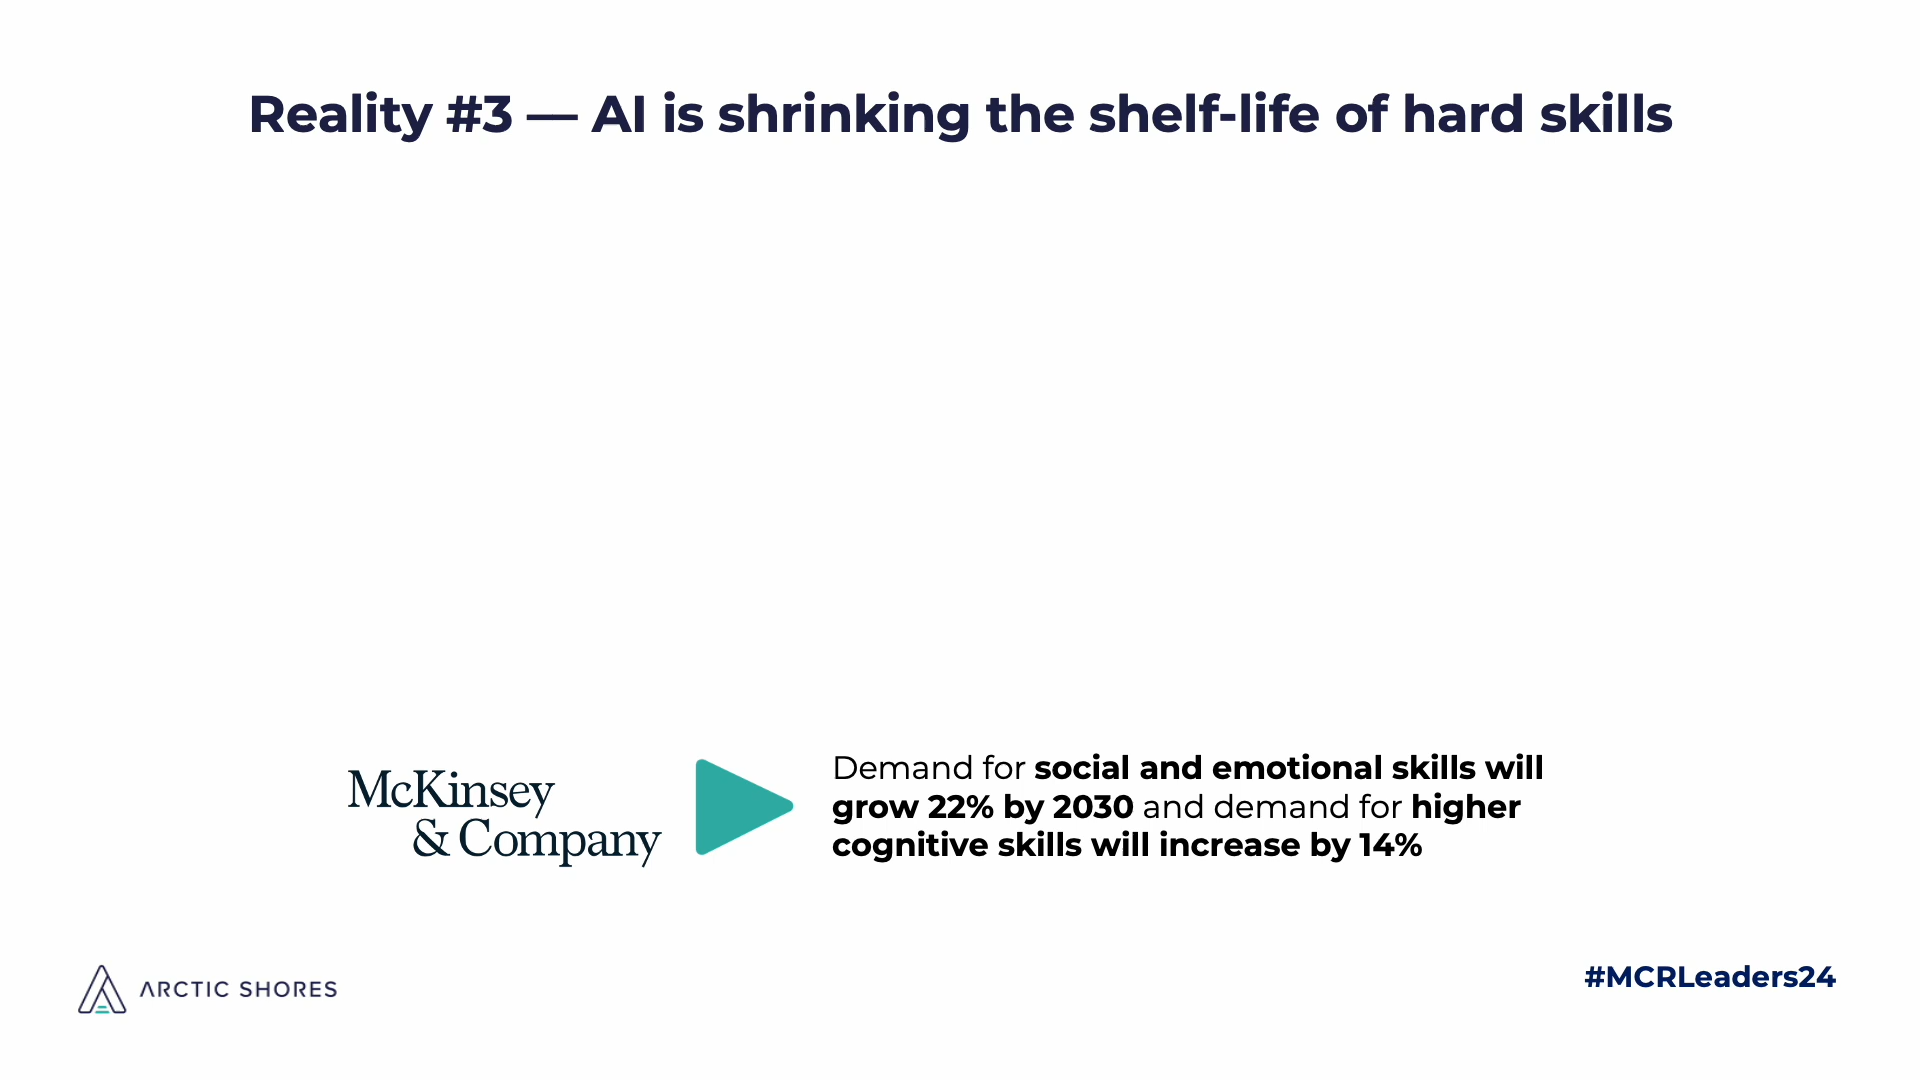 Reality #3 — AI is shrinking the shelf-life of hard skills
McKinsey
& Company
Demand for social and emotional skills will
grow 22% by 2030 and demand for higher
cognitive skills will increase by 14%
ARCTIC SHORES
#MCRLeaders24